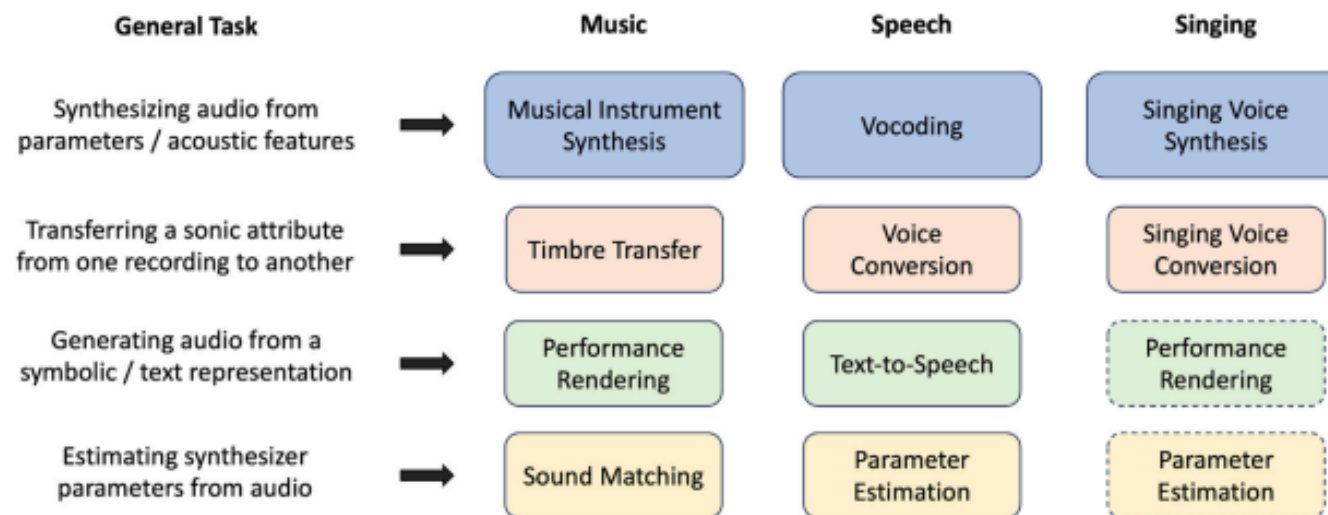 General Task
Music
Speech
Singing
Synthesizing audio from
parameters / acoustic features
Musical Instrument
Synthesis
Vocoding
Singing Voice
Synthesis
Transferring a sonic attribute
from one recording to another
Timbre Transfer
Voice
Conversion
Singing Voice
Conversion
Generating audio from a
symbolic / text representation
Performance
Rendering
Text-to-Speech
Performance
Rendering
Estimating synthesizer
parameters from audio
Sound Matching
Parameter
Estimation
Parameter
Estimation